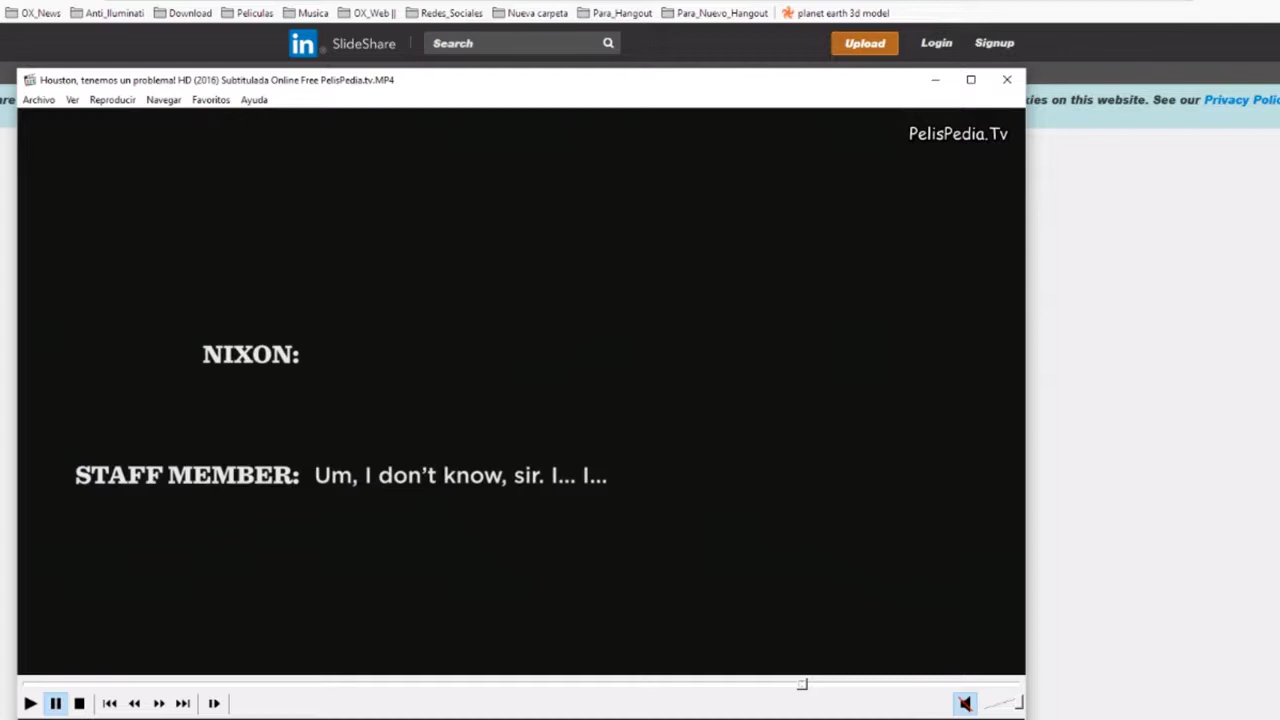 OX_News Anti_Iluminati Download Peliculas Musica OX_Web || Redes_Sociales Nueva carpeta Para_Hangout Para_Nuevo_Hangout planet earth 3d model
in SlideShare Search Upload Login Signup
Houston, tenemos un problema! HD (2016) Subtitulada Online Free PelisPedia.tv.MP4
Archivo Ver Reproducir Navegar Favoritos Ayuda
on this website. See our Privacy
PelisPedia.Tv
NIXON:
STAFF MEMBER: Um, I don't know, sir. I... I...